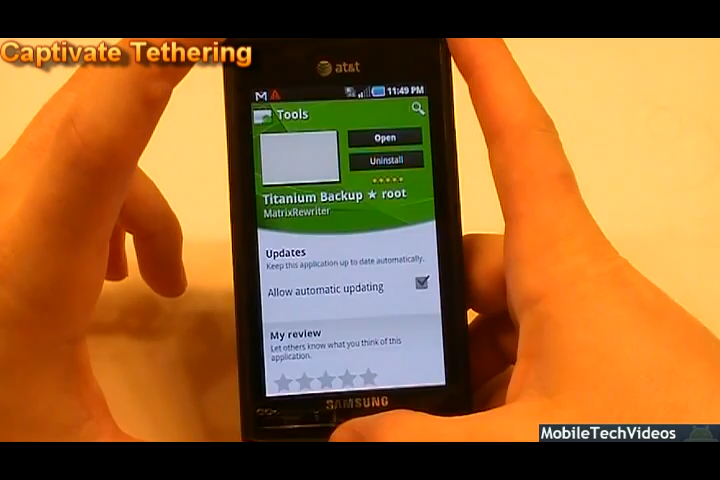 Captivate Tethering
at&t
11:49 PM
Tools
Open
Uninstall
Titanium Backup ★ root
MatrixRewriter
Updates
Keep this application up to date automatically.
Allow automatic updating
My review
Let others know what you think of this
application.
SAMSUNG
MobileTechVideos